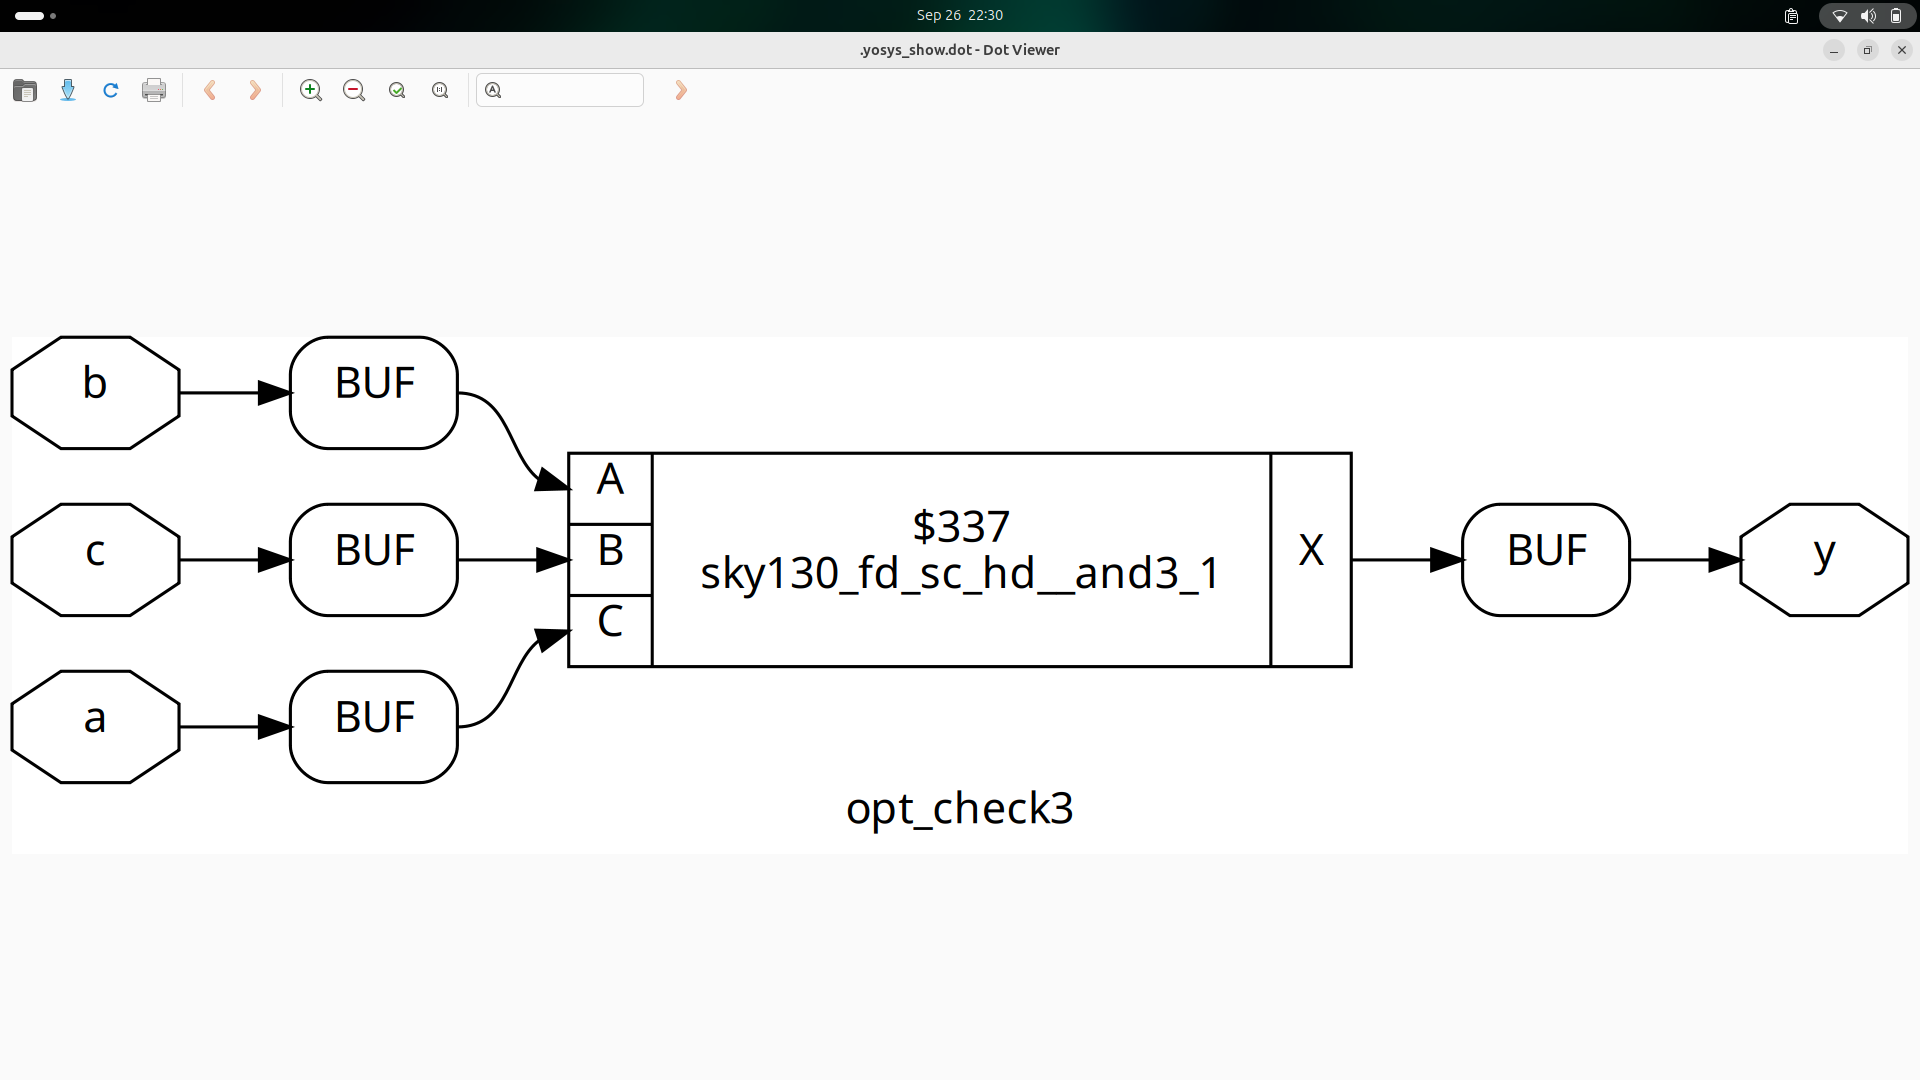 Sep 26 22:30
.yosys_show.dot - Dot Viewer
b
BUF
c
BUF
a
BUF
A
B
C
$337
sky130_fd_sc_hd__and3_1
X
BUF
y
opt_check3